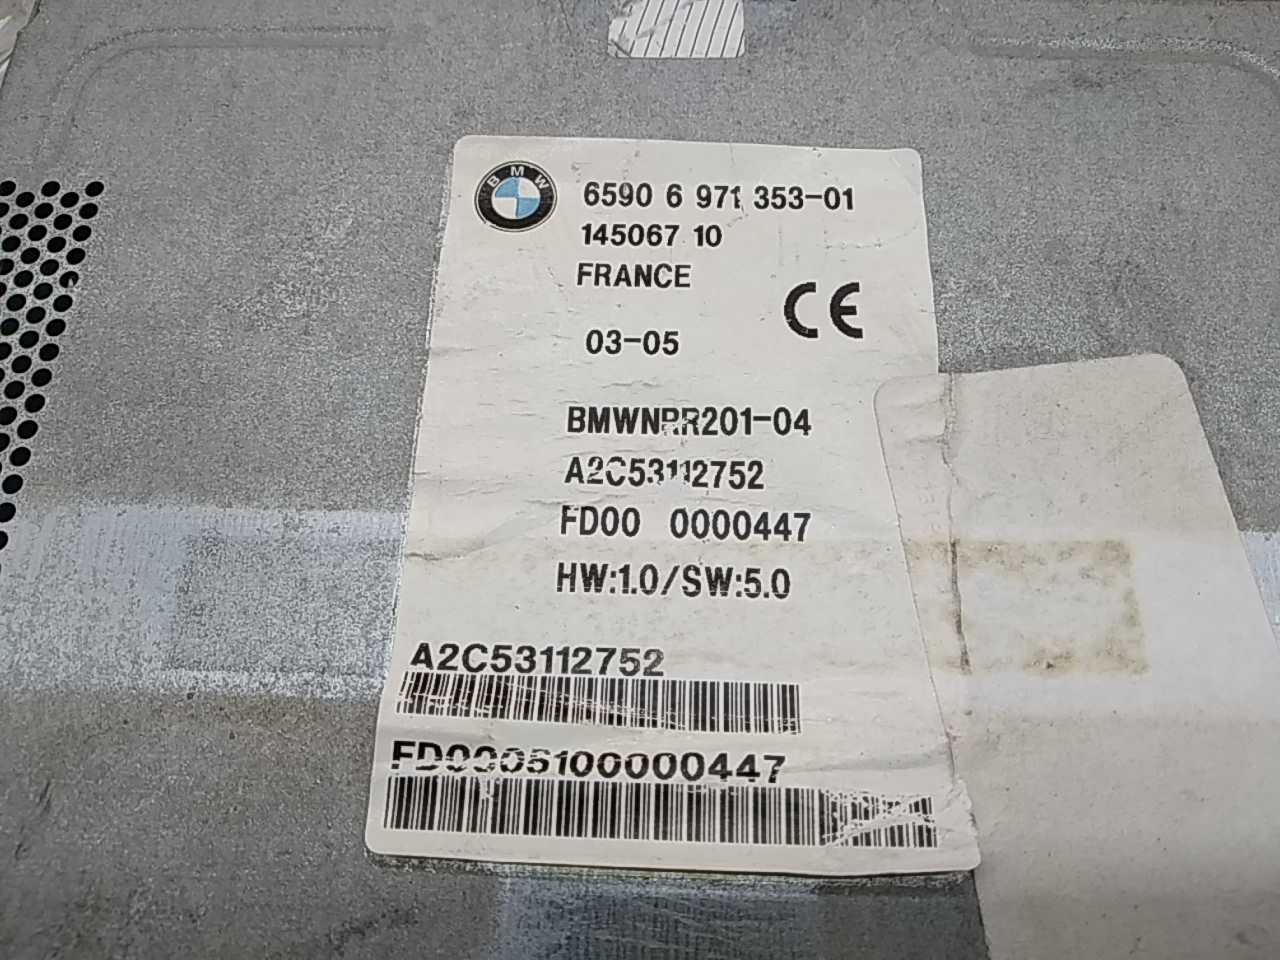 BMW
6590 6 971 353-01
145067 10
FRANCE
CE
03-05
BMWNRR201-04
A2C53112752
FD00 0000447
HW:1.0/SW:5.0
A2C53112752